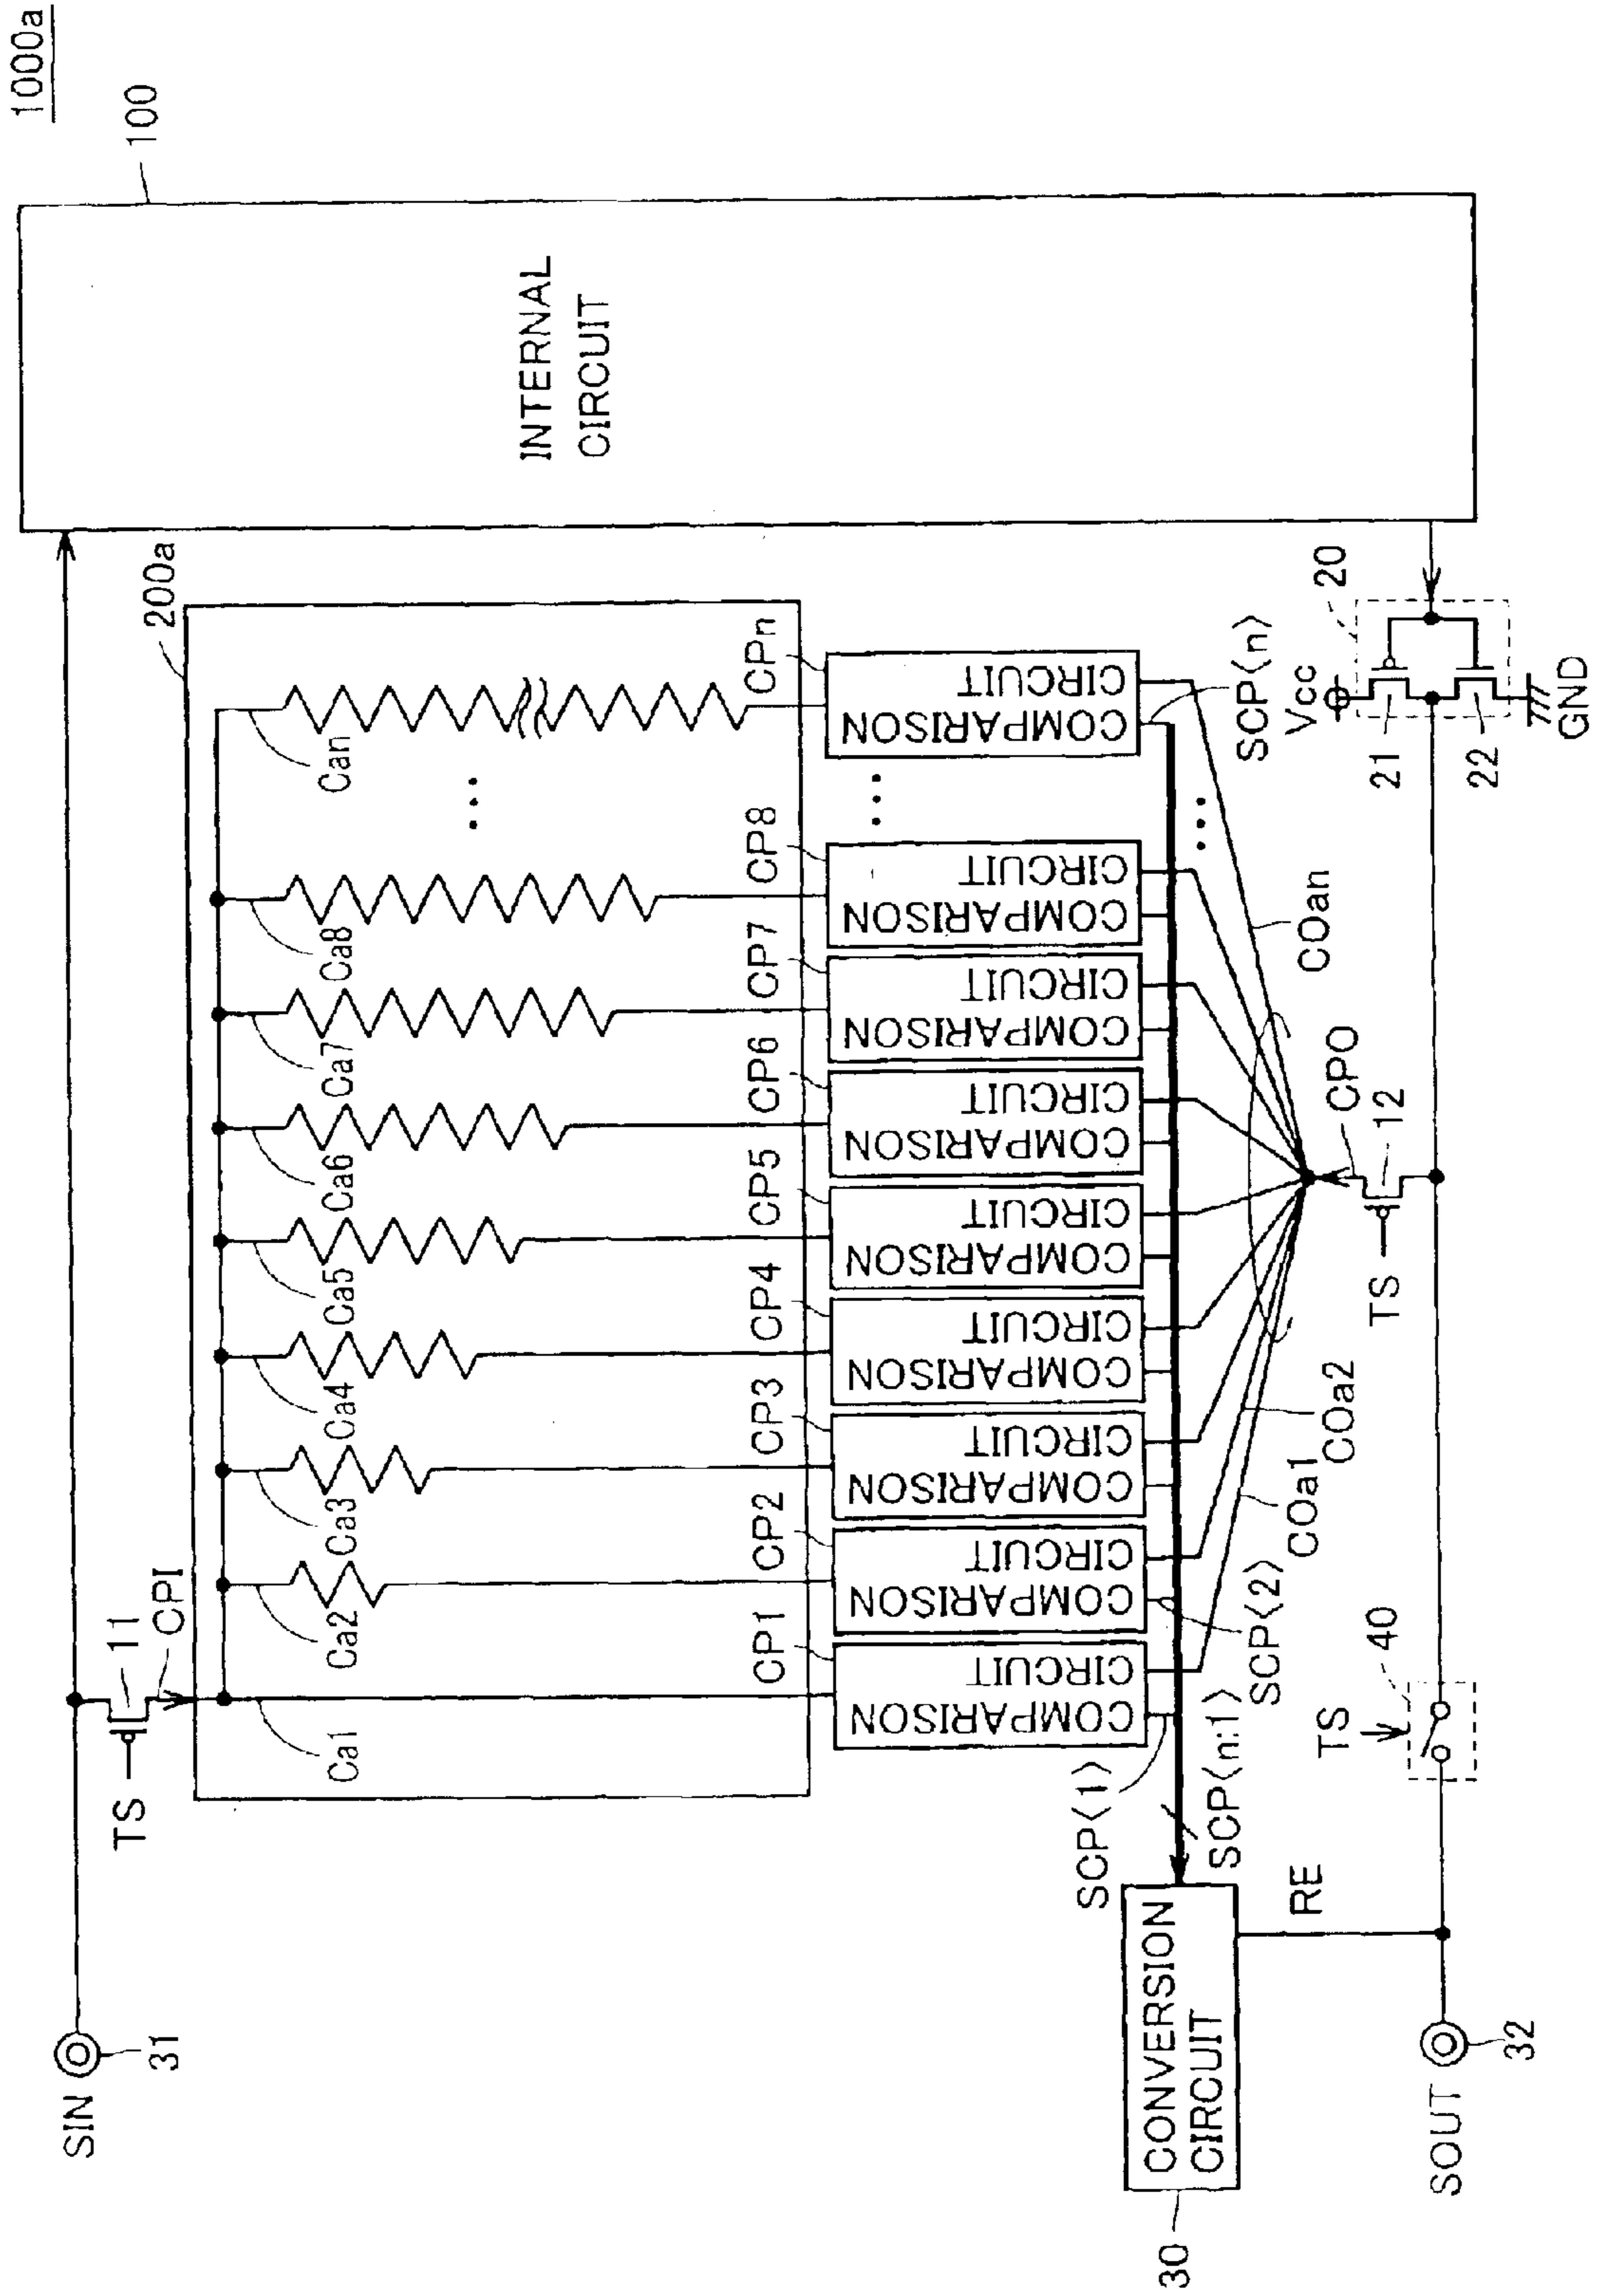 1000a
100
INTERNAL
CIRCUIT
200a
SIN
31
TS
11
CPI
Ca1
Ca2
Ca3
Ca4
Ca5
Ca6
Ca7
Ca8
Can
...
CP1
CP2
CP3
CP4
CP5
CP6
CP7
CP8
CPn
COMPARISON
CIRCUIT
COMPARISON
CIRCUIT
COMPARISON
CIRCUIT
COMPARISON
CIRCUIT
COMPARISON
CIRCUIT
COMPARISON
CIRCUIT
COMPARISON
CIRCUIT
COMPARISON
CIRCUIT
...
COMPARISON
CIRCUIT
SCP⟨1⟩
SCP⟨n:1⟩
SCP⟨2⟩
SCP⟨n⟩
...
COa1
COa2
COan
CPO
TS
12
Vcc
20
21
22
GND
CONVERSION
CIRCUIT
30
RE
TS
40
SOUT
32